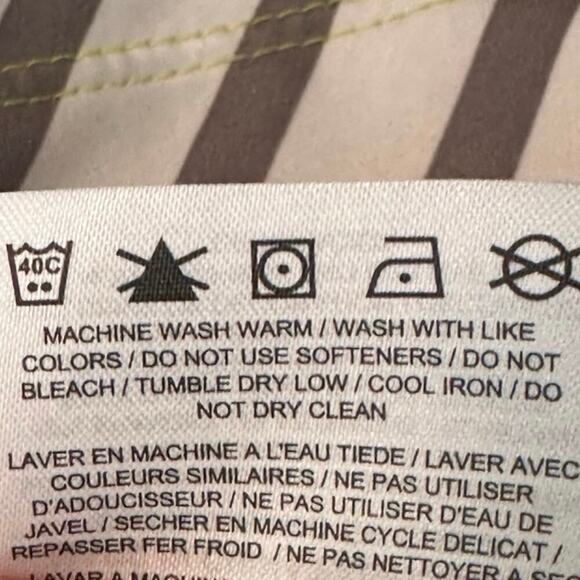 40C
MACHINE WASH WARM / WASH WITH LIKE
COLORS / DO NOT USE SOFTENERS / DO NOT
BLEACH / TUMBLE DRY LOW / COOL IRON / DO
NOT DRY CLEAN
LAVER EN MACHINE A L'EAU TIEDE / LAVER AVEC
COULEURS SIMILAIRES / NE PAS UTILISER
D'ADOUCISSEUR / NE PAS UTILISER D'EAU DE
JAVEL / SECHER EN MACHINE CYCLE DELICAT /
REPASSER FER FROID / NE PAS NETTOYER A SEC
LAVAR A